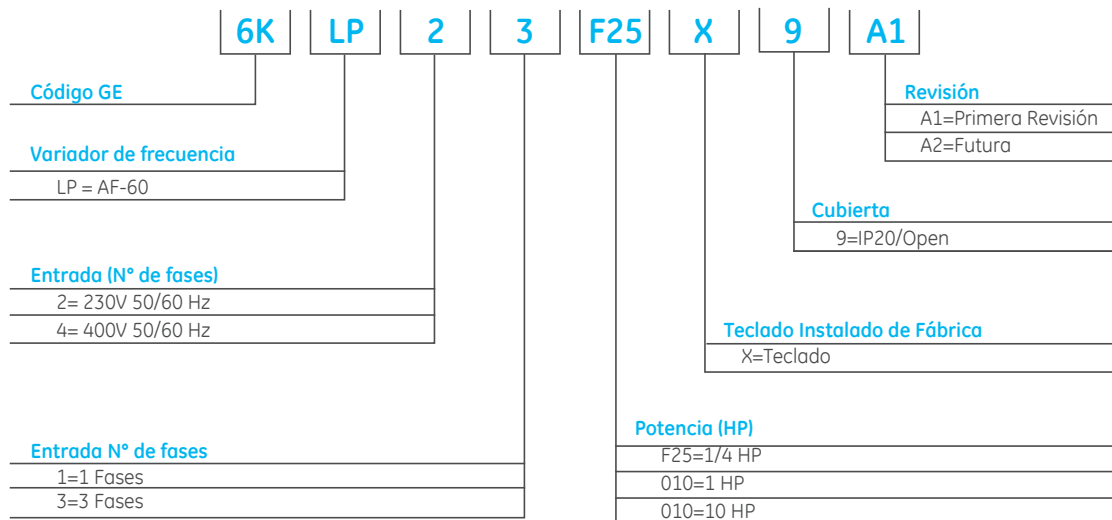 6K LP 2 3 F25 X 9 A1
Código GE
Variador de frecuencia
LP = AF-60
Entrada (N° de fases)
2= 230V 50/60 Hz
4= 400V 50/60 Hz
Entrada N° de fases
1=1 Fases
3=3 Fases
Revisión
A1=Primera Revisión
A2=Futura
Cubierta
9=IP20/Open
Teclado Instalado de Fábrica
X=Teclado
Potencia (HP)
F25=1/4 HP
010=1 HP
010=10 HP